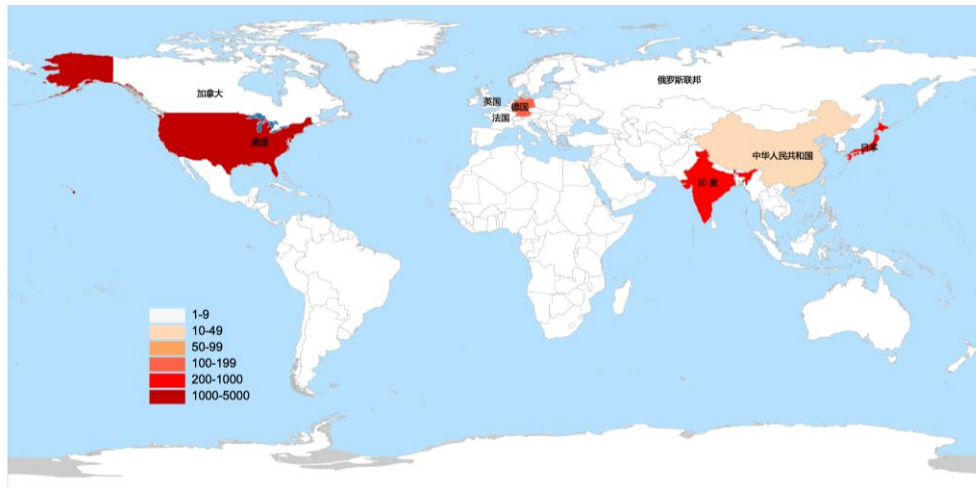 俄罗斯联邦
加拿大
英国
德国
法国
美国
日本
中华人民共和国
印度
1-9
10-49
50-99
100-199
200-1000
1000-5000